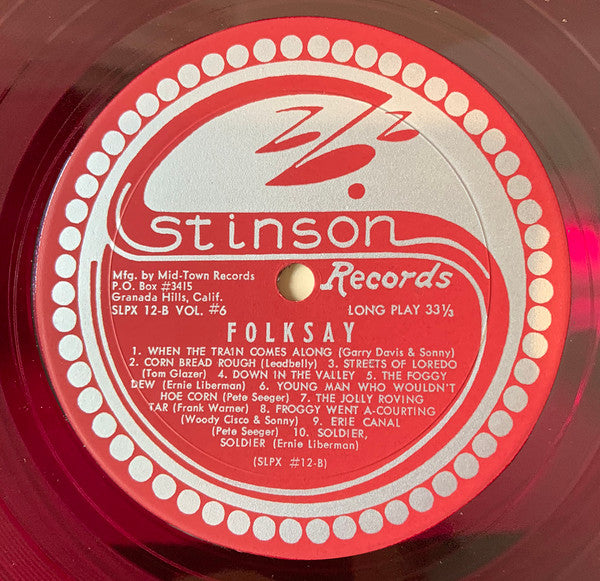 Stinson
Records
Mfg. by Mid-Town Records
P.O. Box #3415
Granada Hills, Calif.
SLPX 12-B VOL. #6
LONG PLAY 33⅓
FOLKSAY
1. WHEN THE TRAIN COMES ALONG (Garry Davis & Sonny)
2. CORN BREAD ROUGH (Leadbelly) 3. STREETS OF LOREDO
(Tom Glazer) 4. DOWN IN THE VALLEY 5. THE FOGGY
DEW (Ernie Liberman) 6. YOUNG MAN WHO WOULDN'T
HOE CORN (Pete Seeger) 7. THE JOLLY ROVING
TAR (Frank Warner) 8. FROGGY WENT A-COURTING
(Woody Cisco & Sonny) 9. ERIE CANAL
(Pete Seeger) 10. SOLDIER,
SOLDIER (Ernie Liberman)
(SLPX #12-B)